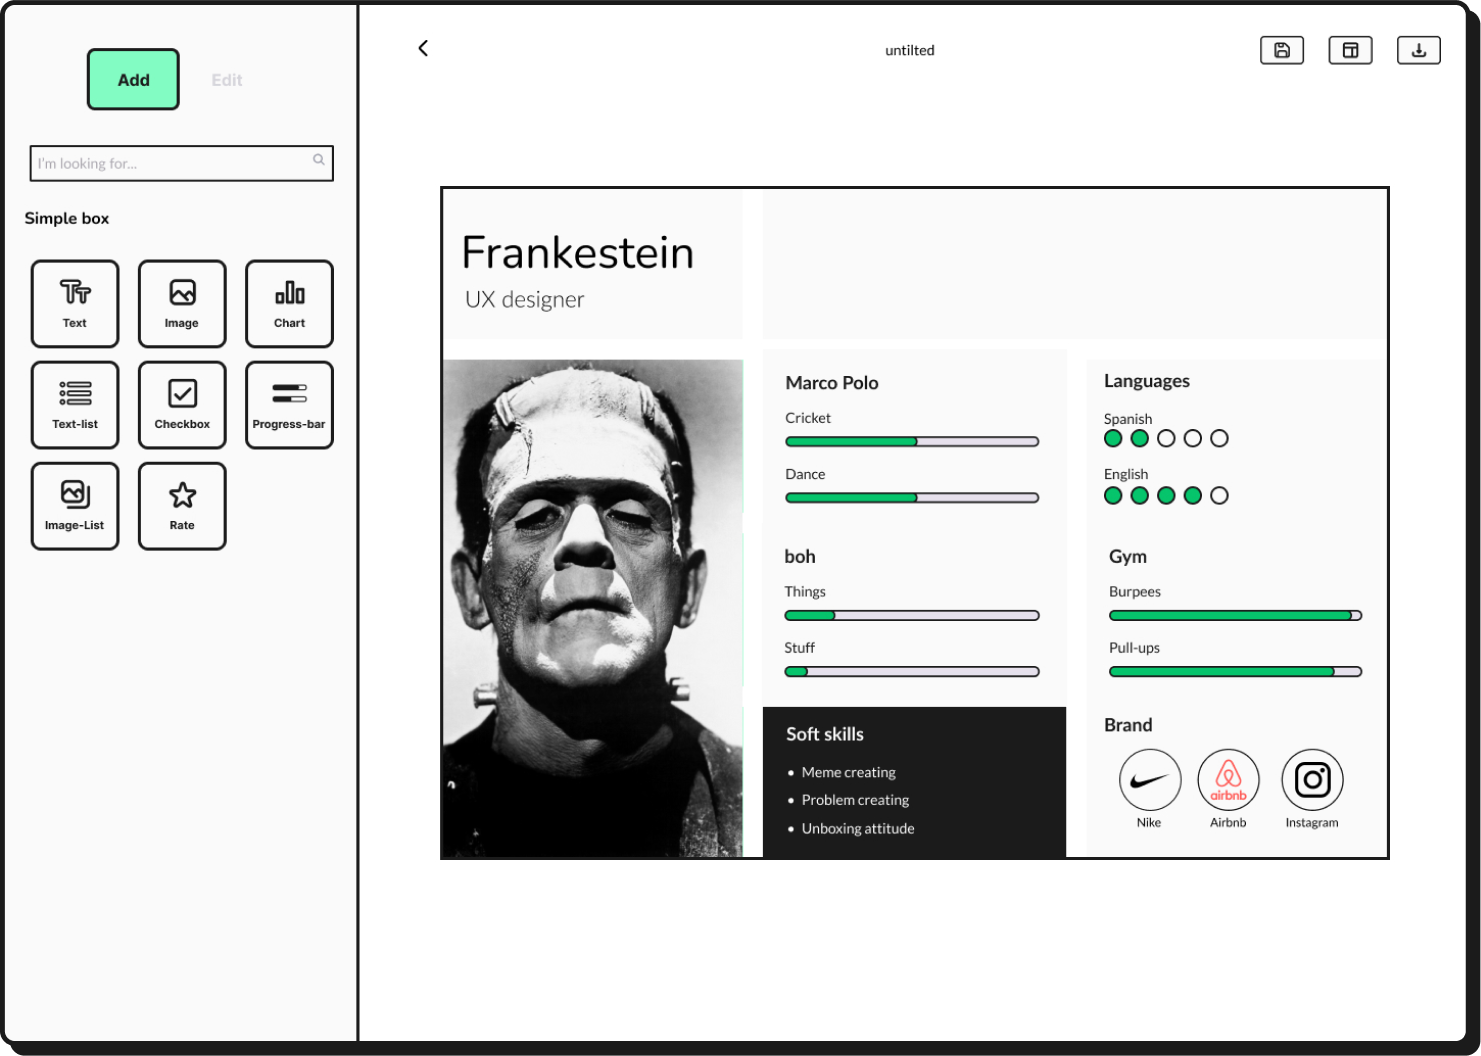 Add
Edit
I'm looking for...
Simple box
Text
Image
Chart
Text-list
Checkbox
Progress-bar
Image-List
Rate
untilted
Frankestein
UX designer
Marco Polo
Cricket
Dance
boh
Things
Stuff
Soft skills
• Meme creating
• Problem creating
• Unboxing attitude
Languages
Spanish
English
Gym
Burpees
Pull-ups
Brand
airbnb
Nike
Airbnb
Instagram